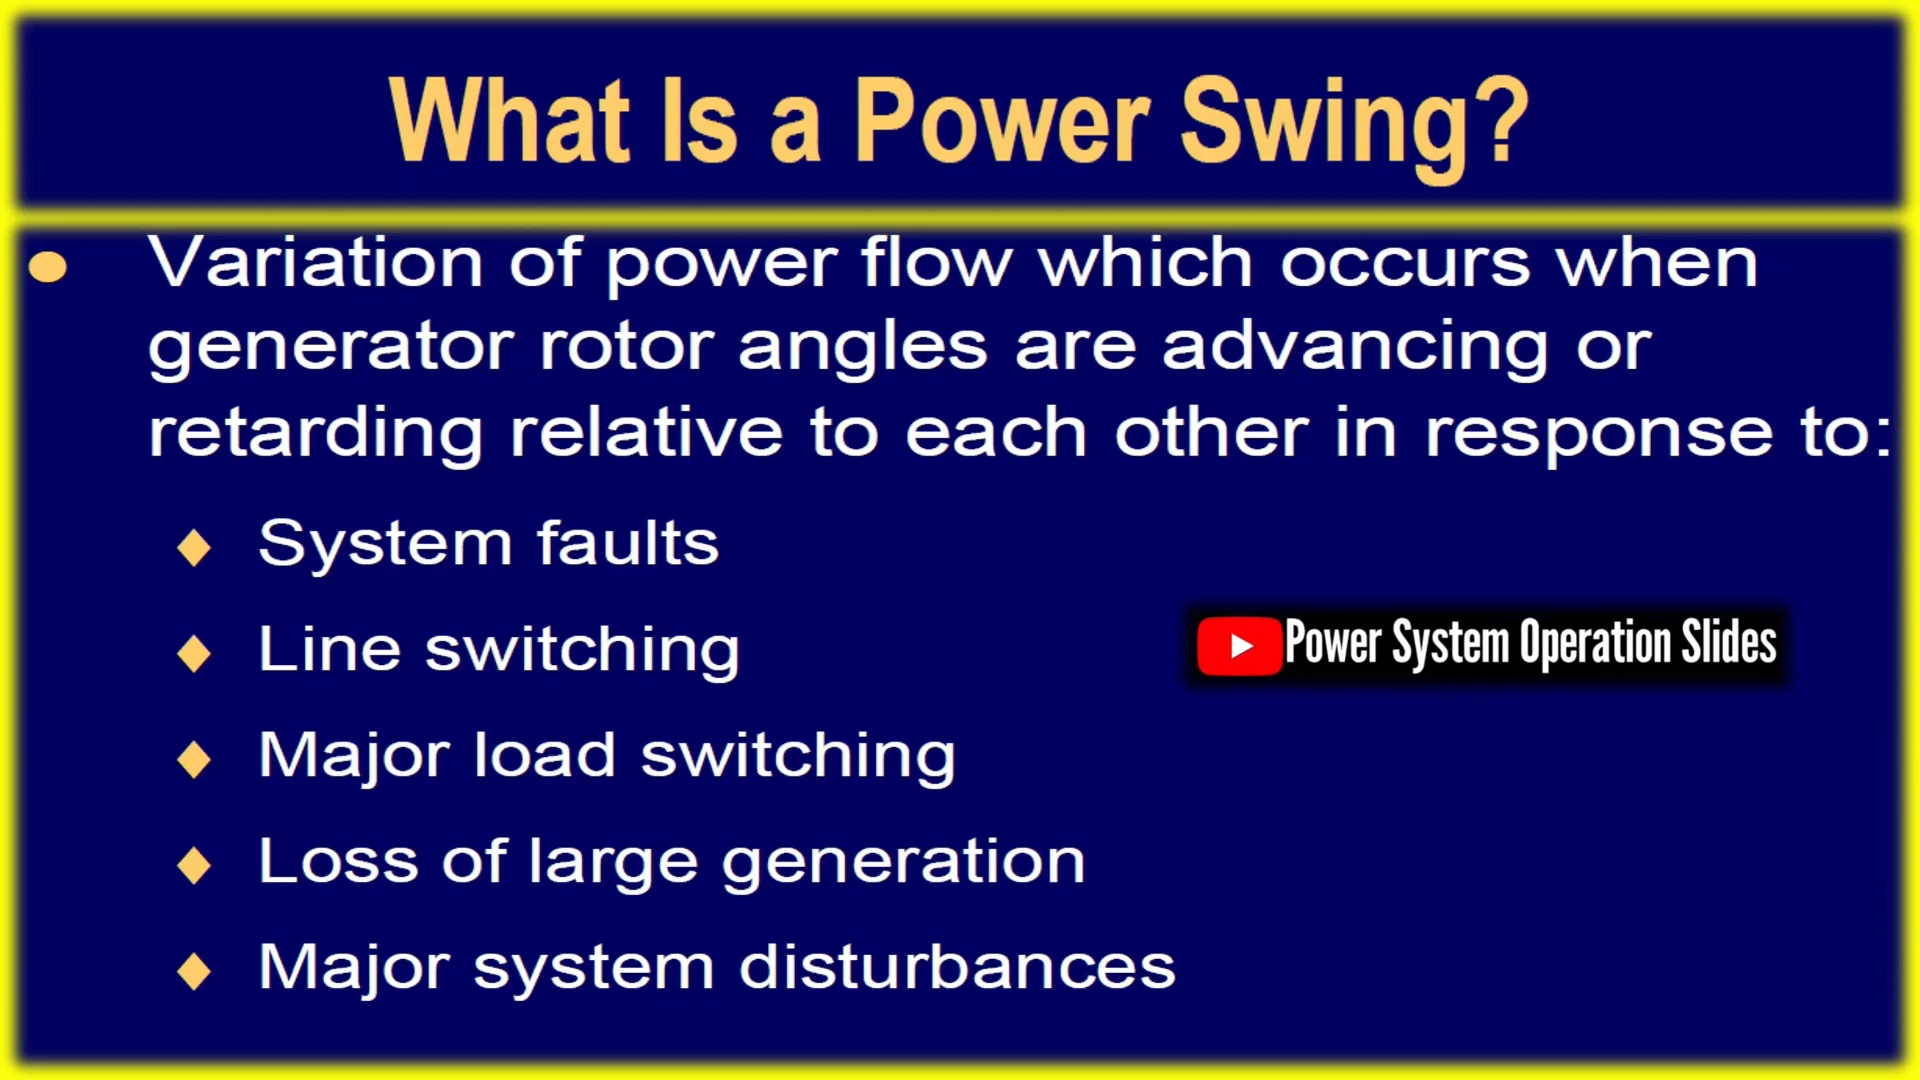 What Is a Power Swing?
Variation of power flow which occurs when
generator rotor angles are advancing or
retarding relative to each other in response to:
System faults
Line switching
Power System Operation Slides
Major load switching
Loss of large generation
Major system disturbances